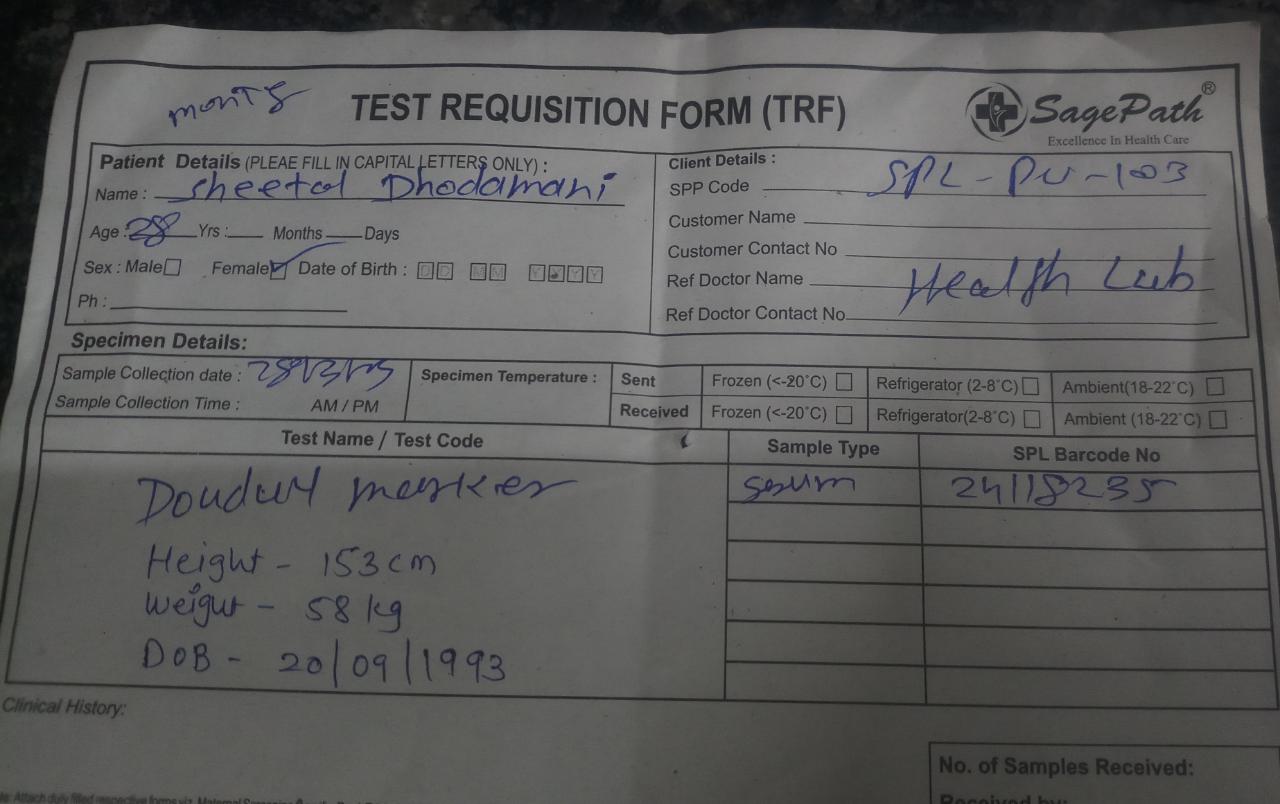 TEST REQUISITION FORM (TRF)
SagePath®
Excellence In Health Care
Patient Details (PLEAE FILL IN CAPITAL LETTERS ONLY) :
Name : Sheetal Dhodamani
Age : 28 Yrs : Months Days
Sex : Male Female Date of Birth : D D M M Y Y Y Y
Ph :
Client Details :
SPP Code SPL-PU-103
Customer Name
Customer Contact No
Ref Doctor Name Health Lab
Ref Doctor Contact No
Specimen Details:
Sample Collection date :
Sample Collection Time : AM / PM
Specimen Temperature :
Sent Frozen (<-20°C) Refrigerator (2-8°C) Ambient(18-22°C)
Received Frozen (<-20°C) Refrigerator(2-8°C) Ambient (18-22°C)
Test Name / Test Code Sample Type SPL Barcode No
marker serum 24118235
Height - 153 cm
Weight - 58 kg
DOB - 20/09/1993
Clinical History:
No. of Samples Received:
Received by: